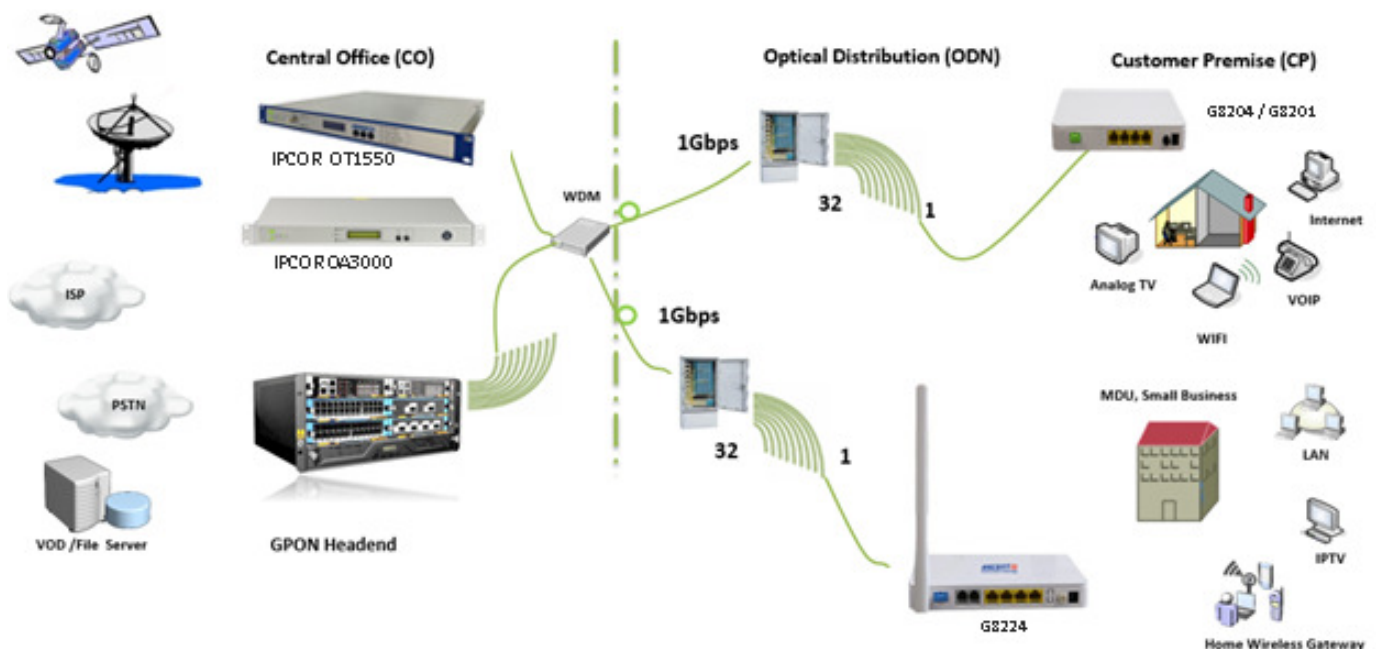 Central Office (CO)
Optical Distribution (ODN)
Customer Premise (CP)
IPCOR OT1550
IPCOR OA3000
WDM
1Gbps
32
1
G8204 / G8201
Internet
Analog TV
VOIP
WIFI
ISP
PSTN
VOD /File Server
GPON Headend
1Gbps
32
1
G8224
MDU, Small Business
LAN
IPTV
Home Wireless Gateway